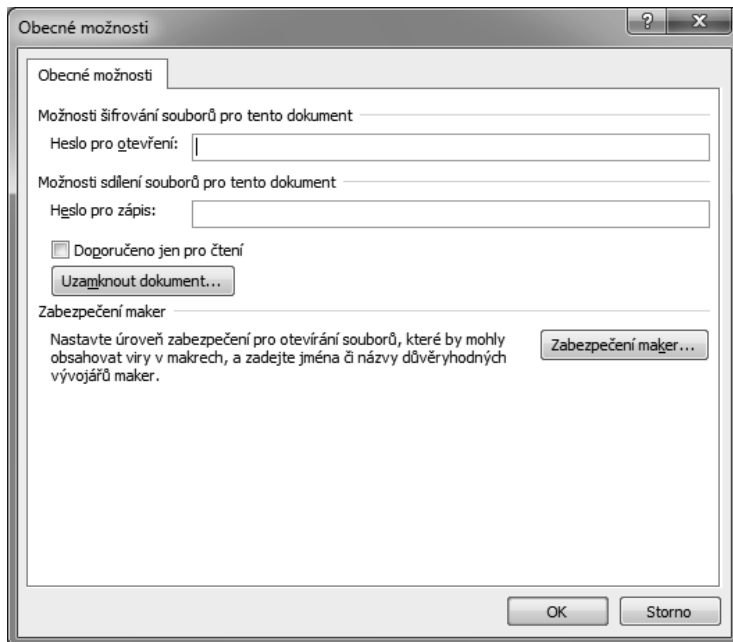 Obecné možnosti
Obecné možnosti
Možnosti šifrování souborů pro tento dokument
Heslo pro otevření:
Možnosti sdílení souborů pro tento dokument
Heslo pro zápis:
Doporučeno jen pro čtení
Uzamknout dokument...
Zabezpečení maker
Nastavte úroveň zabezpečení pro otevírání souborů, které by mohly
obsahovat viry v makrech, a zadejte jména či názvy důvěryhodných
vývojářů maker.
Zabezpečení maker...
OK
Storno